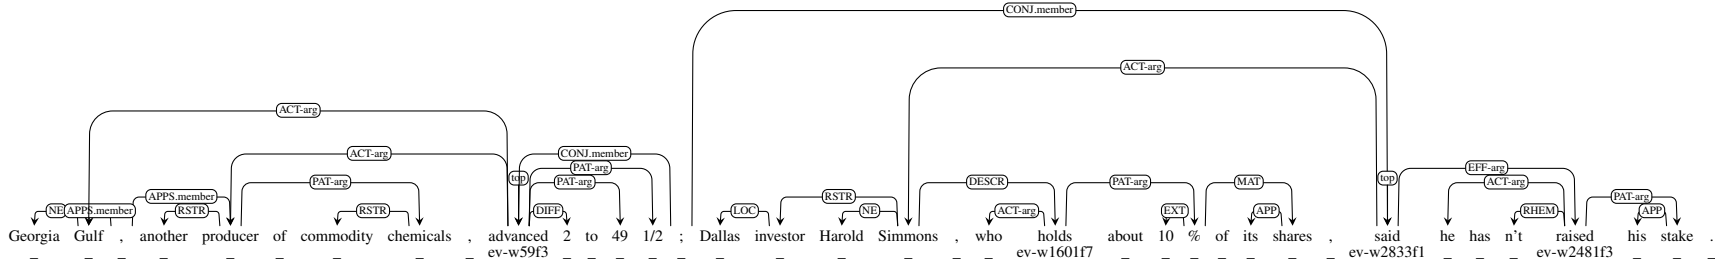 CONJ.member
ACT-arg
ACT-arg
ACT-arg CONJ.member
top PAT-arg top EFF-arg
PAT-arg PAT-arg DESCR PAT-arg MAT ACT-arg
APPS.member RSTR PAT-arg
NE APPS.member RSTR RSTR DIFF LOC NE ACT-arg EXT APP RHEM APP
Georgia Gulf , another producer of commodity chemicals , advanced 2 to 49 1/2 ; Dallas investor Harold Simmons , who holds about 10 % of its shares , said he has n't raised his stake .
_ _ _ _ _ _ _ _ _ ev-w59f3 _ _ _ _ _ _ _ _ _ _ _ ev-w1601f7 _ _ _ _ _ _ _ ev-w2833f1 _ _ _ ev-w2481f3 _ _ _